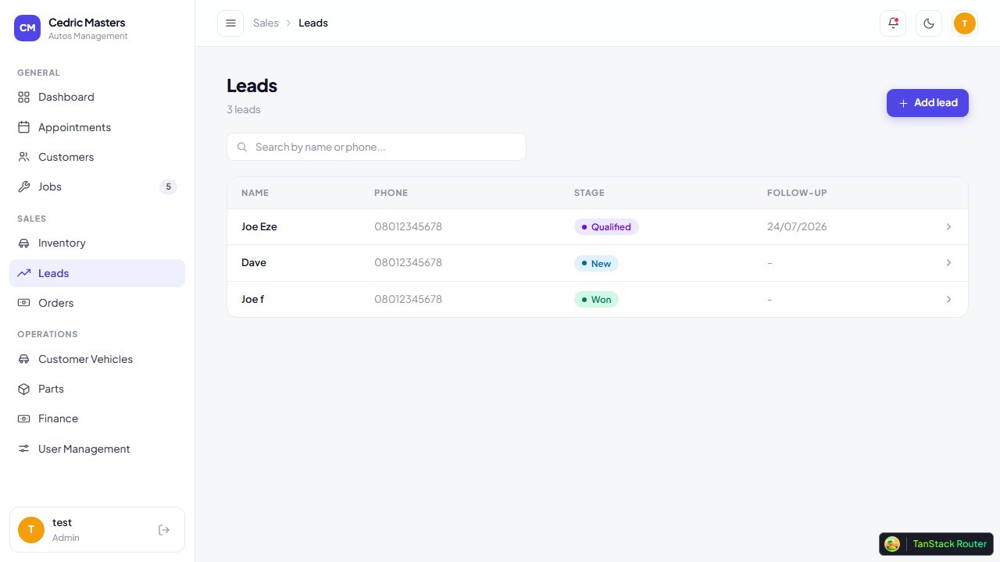 CM
Cedric Masters
Autos Management
GENERAL
Dashboard
Appointments
Customers
Jobs 5
SALES
Inventory
Leads
Orders
OPERATIONS
Customer Vehicles
Parts
Finance
User Management
T
test
Admin
Sales > Leads
T
Leads
3 leads
+ Add lead
Search by name or phone...
NAME PHONE STAGE FOLLOW-UP
Joe Eze 08012345678 Qualified 24/07/2026
Dave 08012345678 New -
Joe f 08012345678 Won -
TanStack Router